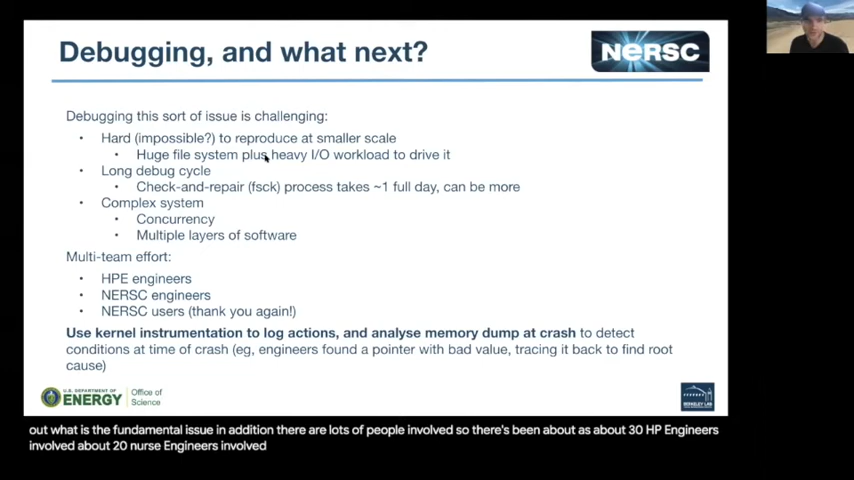 Debugging, and what next?
NERSC
Debugging this sort of issue is challenging:
• Hard (impossible?) to reproduce at smaller scale
• Huge file system plus heavy I/O workload to drive it
• Long debug cycle
• Check-and-repair (fsck) process takes ~1 full day, can be more
• Complex system
• Concurrency
• Multiple layers of software
Multi-team effort:
• HPE engineers
• NERSC engineers
• NERSC users (thank you again!)
Use kernel instrumentation to log actions, and analyse memory dump at crash to detect
conditions at time of crash (eg, engineers found a pointer with bad value, tracing it back to find root
cause)
U.S. DEPARTMENT OF
ENERGY
Office of
Science
BERKELEY LAB
out what is the fundamental issue in addition there are lots of people involved so there's been about as about 30 HP Engineers
involved about 20 nurse Engineers involved